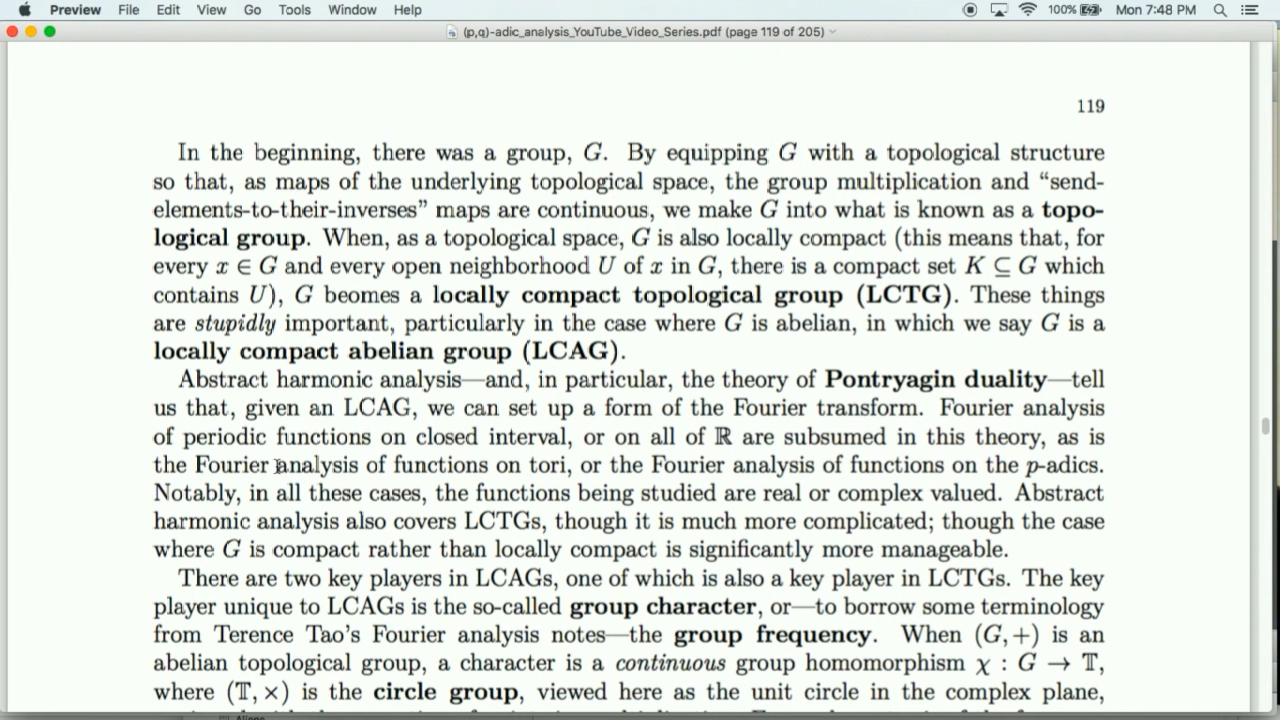 Preview File Edit View Go Tools Window Help 100% Mon 7:48 PM
(p,q)-adic_analysis_YouTube_Video_Series.pdf (page 119 of 205)
119
In the beginning, there was a group, G. By equipping G with a topological structure
so that, as maps of the underlying topological space, the group multiplication and “send-
elements-to-their-inverses” maps are continuous, we make G into what is known as a topo-
logical group. When, as a topological space, G is also locally compact (this means that, for
every x ∈ G and every open neighborhood U of x in G, there is a compact set K ⊆ G which
contains U), G beomes a locally compact topological group (LCTG). These things
are stupidly important, particularly in the case where G is abelian, in which we say G is a
locally compact abelian group (LCAG).
Abstract harmonic analysis—and, in particular, the theory of Pontryagin duality—tell
us that, given an LCAG, we can set up a form of the Fourier transform. Fourier analysis
of periodic functions on closed interval, or on all of ℝ are subsumed in this theory, as is
the Fourier analysis of functions on tori, or the Fourier analysis of functions on the p-adics.
Notably, in all these cases, the functions being studied are real or complex valued. Abstract
harmonic analysis also covers LCTGs, though it is much more complicated; though the case
where G is compact rather than locally compact is significantly more manageable.
There are two key players in LCAGs, one of which is also a key player in LCTGs. The key
player unique to LCAGs is the so-called group character, or—to borrow some terminology
from Terence Tao’s Fourier analysis notes—the group frequency. When (G, +) is an
abelian topological group, a character is a continuous group homomorphism χ : G → 𝕋,
where (𝕋, ×) is the circle group, viewed here as the unit circle in the complex plane,